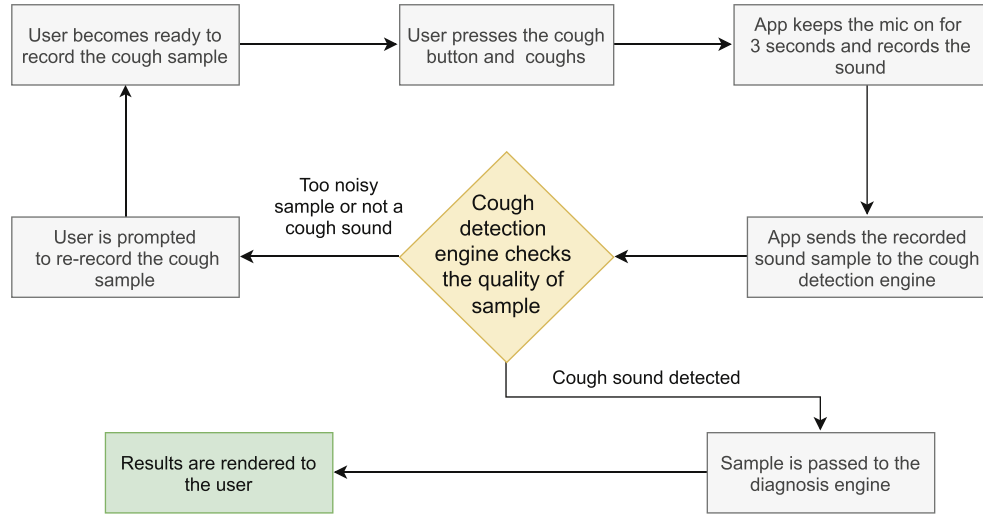 User becomes ready to
record the cough sample
User presses the cough
button and coughs
App keeps the mic on for
3 seconds and records the
sound
Too noisy
sample or not a
cough sound
Cough
detection
engine checks
the quality of
sample
User is prompted
to re-record the cough
sample
App sends the recorded
sound sample to the cough
detection engine
Cough sound detected
Results are rendered to
the user
Sample is passed to the
diagnosis engine